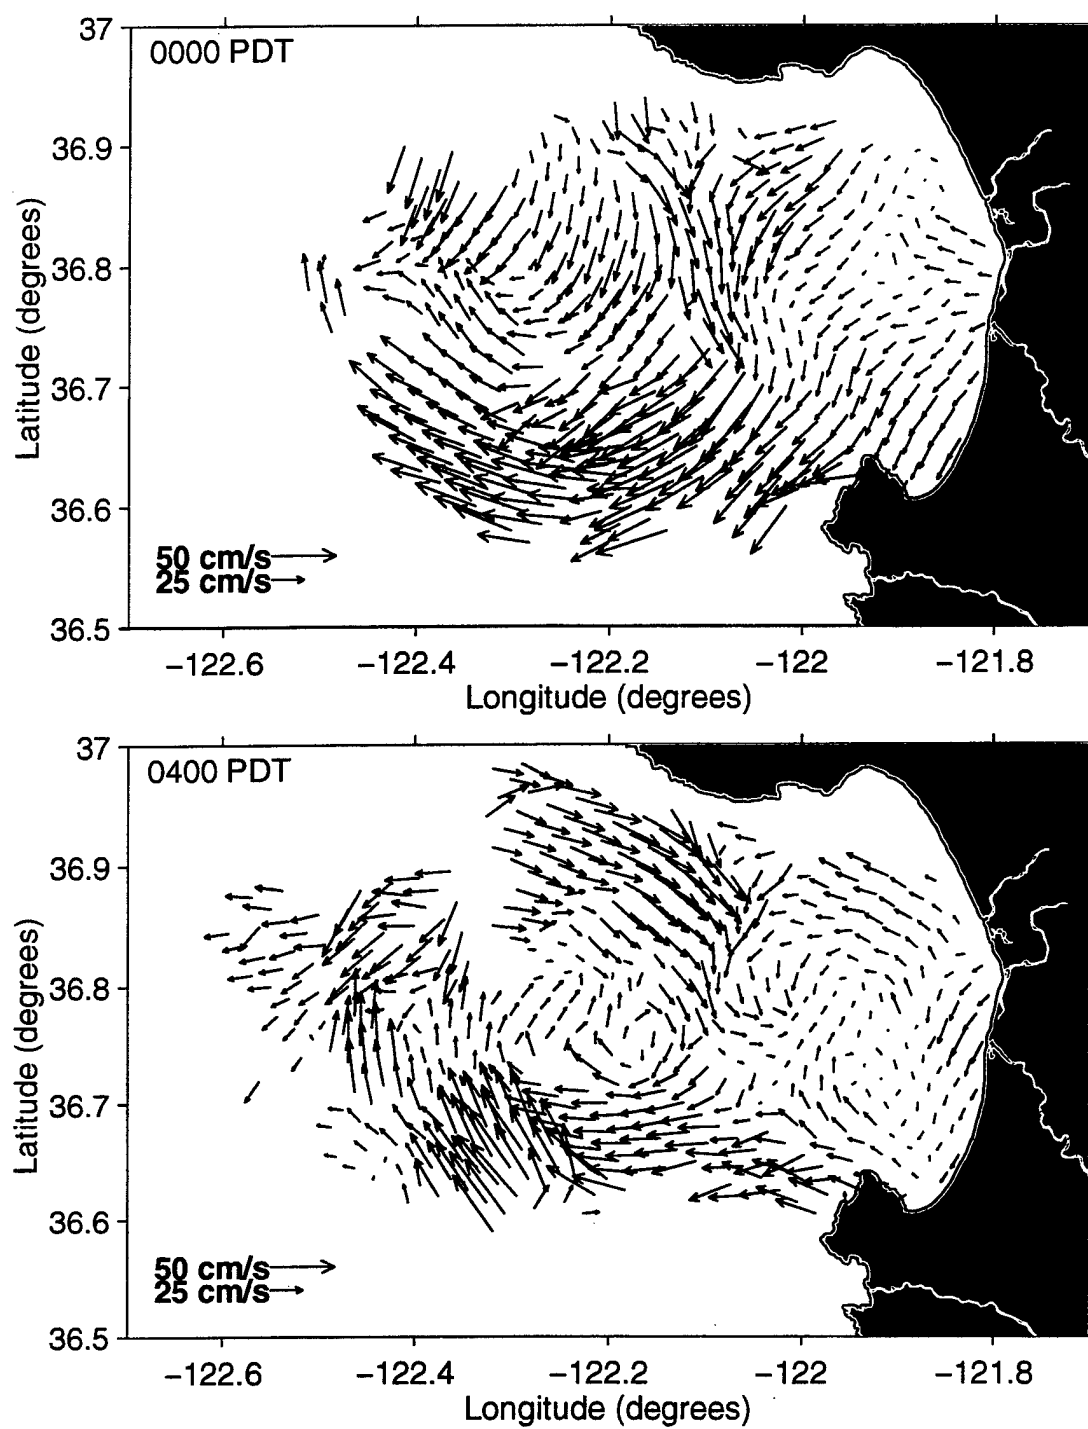 0000 PDT
37
36.9
36.8
36.7
36.6
36.5
Latitude (degrees)
50 cm/s
25 cm/s
−122.6
−122.4
−122.2
−122
−121.8
Longitude (degrees)
0400 PDT
37
36.9
36.8
36.7
36.6
36.5
Latitude (degrees)
50 cm/s
25 cm/s
−122.6
−122.4
−122.2
−122
−121.8
Longitude (degrees)